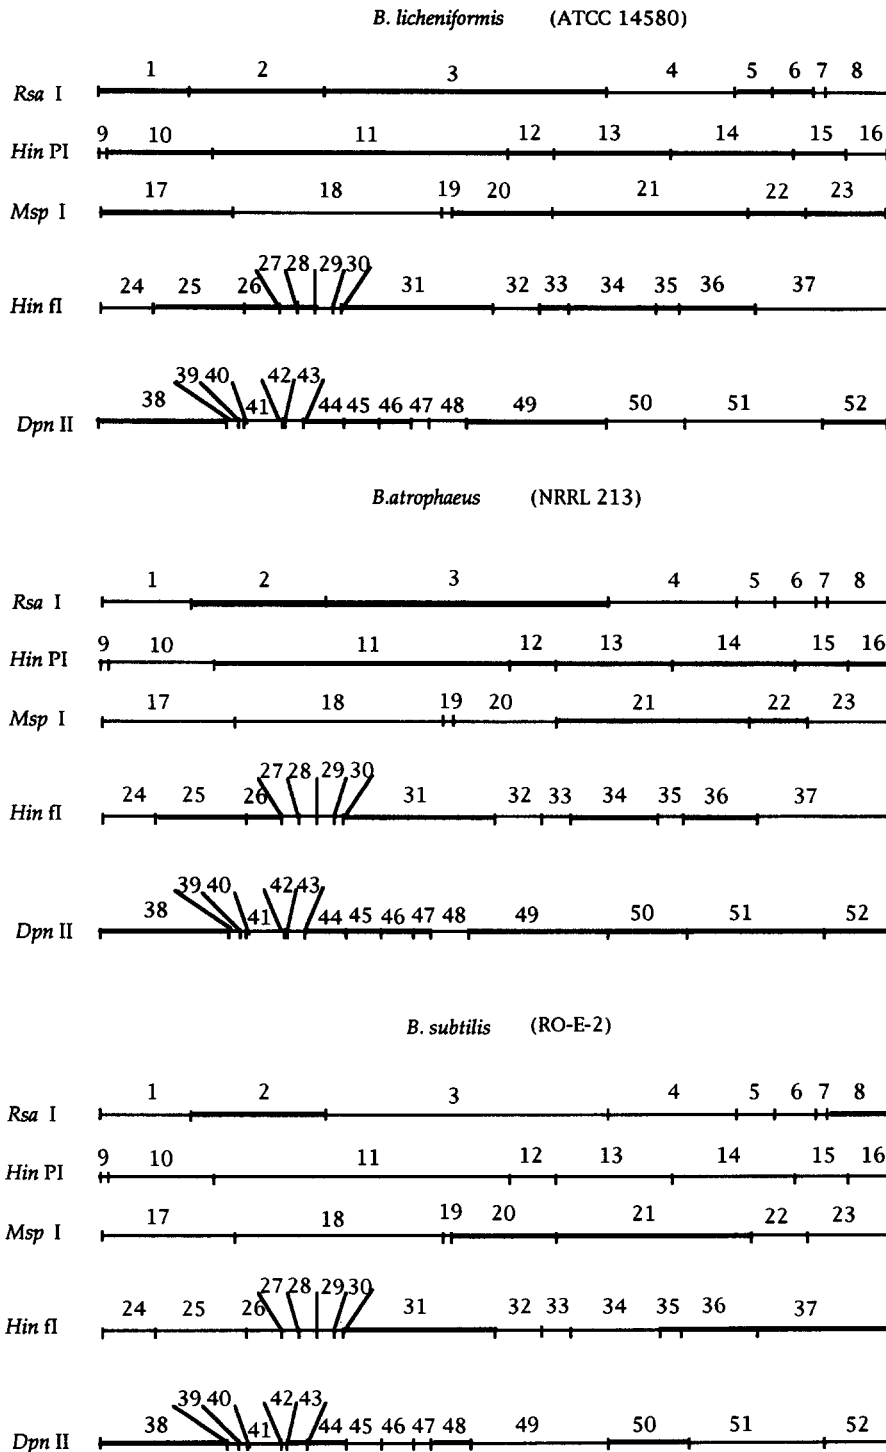 B. licheniformis (ATCC 14580)
1 2 3 4 5 6 7 8
Rsa I
9 10 11 12 13 14 15 16
Hin PI
17 18 19 20 21 22 23
Msp I
27 28 29 30
24 25 26 31 32 33 34 35 36 37
Hin fI
39 40 42 43
38 41 44 45 46 47 48 49 50 51 52
Dpn II
B.atrophaeus (NRRL 213)
1 2 3 4 5 6 7 8
Rsa I
9 10 11 12 13 14 15 16
Hin PI
17 18 19 20 21 22 23
Msp I
27 28 29 30
24 25 26 31 32 33 34 35 36 37
Hin fI
39 40 42 43
38 41 44 45 46 47 48 49 50 51 52
Dpn II
B. subtilis (RO-E-2)
1 2 3 4 5 6 7 8
Rsa I
9 10 11 12 13 14 15 16
Hin PI
17 18 19 20 21 22 23
Msp I
27 28 29 30
24 25 26 31 32 33 34 35 36 37
Hin fI
39 40 42 43
38 41 44 45 46 47 48 49 50 51 52
Dpn II